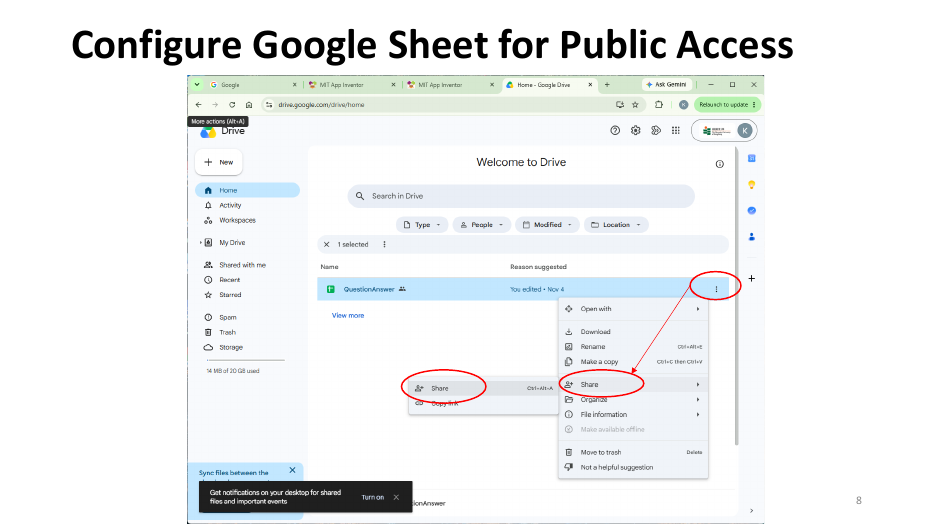 Configure Google Sheet for Public Access
Google
MIT App Inventor
MIT App Inventor
Home - Google Drive
Ask Gemini
drive.google.com/drive/home
K
Relaunch to update
More actions (Alt+A)
Drive
K
New
Welcome to Drive
Search in Drive
Home
Activity
Workspaces
My Drive
Shared with me
Recent
Starred
Spam
Trash
Storage
14 MB of 20 GB used
Type
People
Modified
Location
1 selected
Name
Reason suggested
QuestionAnswer
You edited • Nov 4
View more
Open with
Download
Rename Ctrl+Alt+E
Make a copy Ctrl+C then Ctrl+V
Share
Organize
File information
Make available offline
Move to trash Delete
Not a helpful suggestion
Share Ctrl+Alt+A
Copy link
Sync files between the
Get notifications on your desktop for shared
files and important events
Turn on
ionAnswer
8